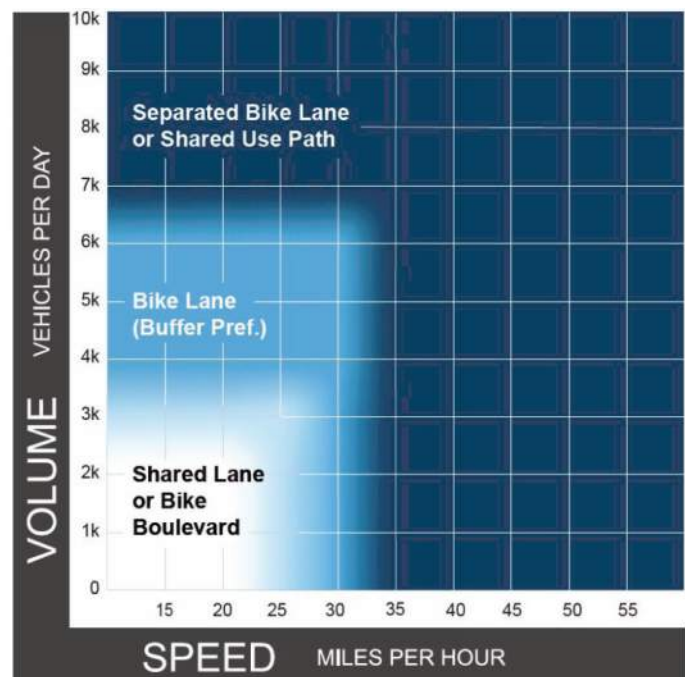 10k
9k
Separated Bike Lane
or Shared Use Path
8k
7k
6k
Bike Lane
(Buffer Pref.)
5k
4k
3k
Shared Lane
or Bike
Boulevard
2k
1k
0
15 20 25 30 35 40 45 50 55
VOLUME VEHICLES PER DAY
SPEED MILES PER HOUR